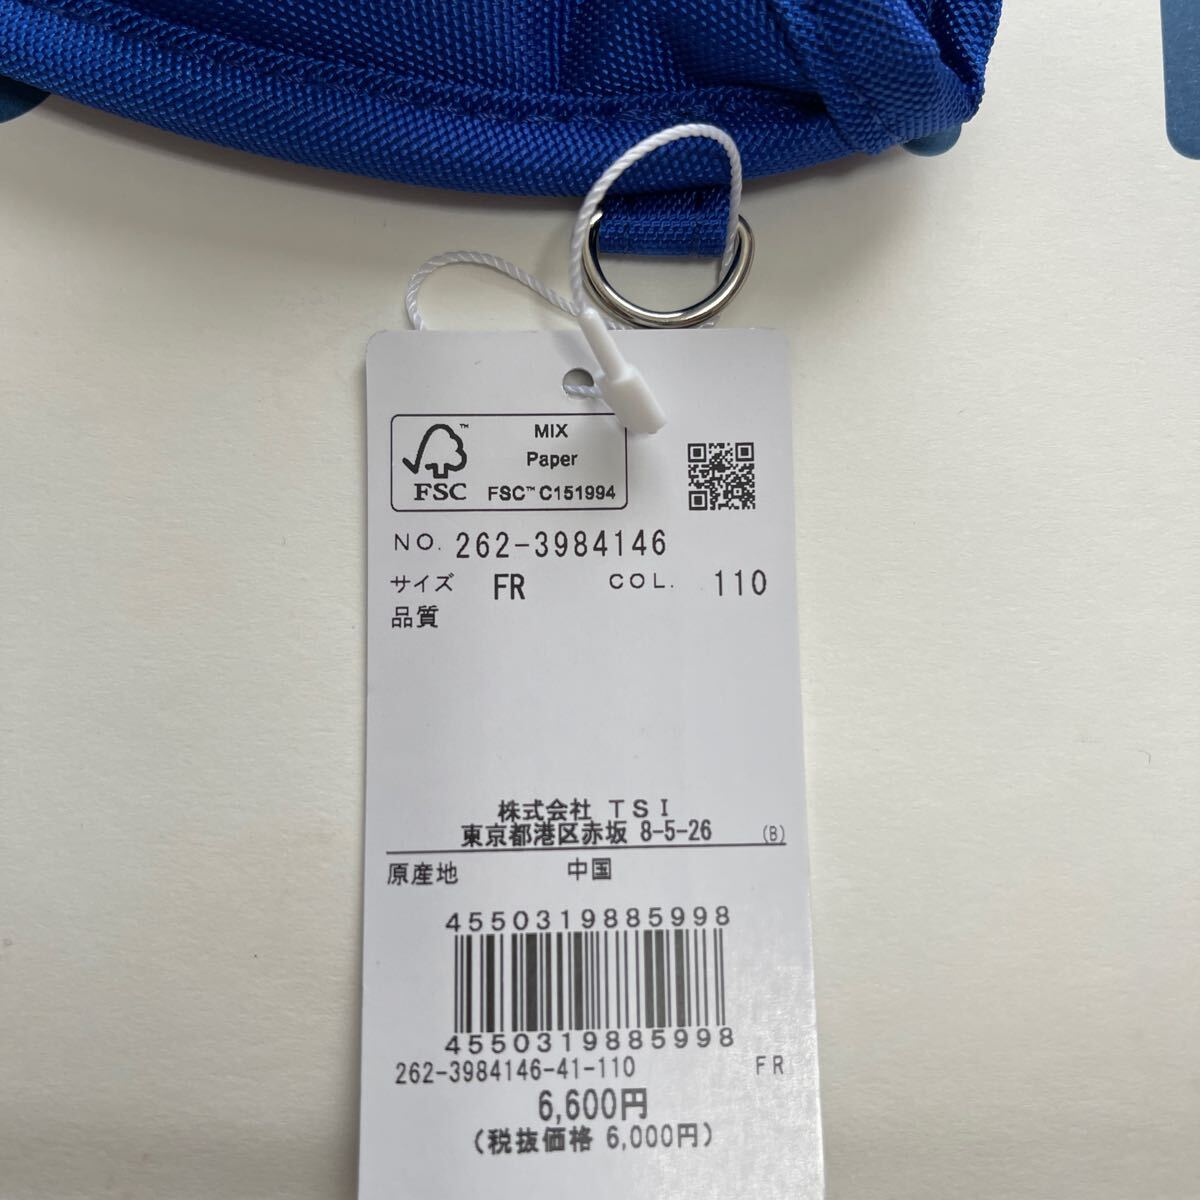 MIX
Paper
FSC™
FSC™ C151994
NO. 262-3984146
サイズ FR COL. 110
品質
株式会社 TSI
東京都港区赤坂 8-5-26 (B)
原産地 中国
4550319885998
4550319885998
262-3984146-41-110 FR
6,600円
(税抜価格 6,000円)